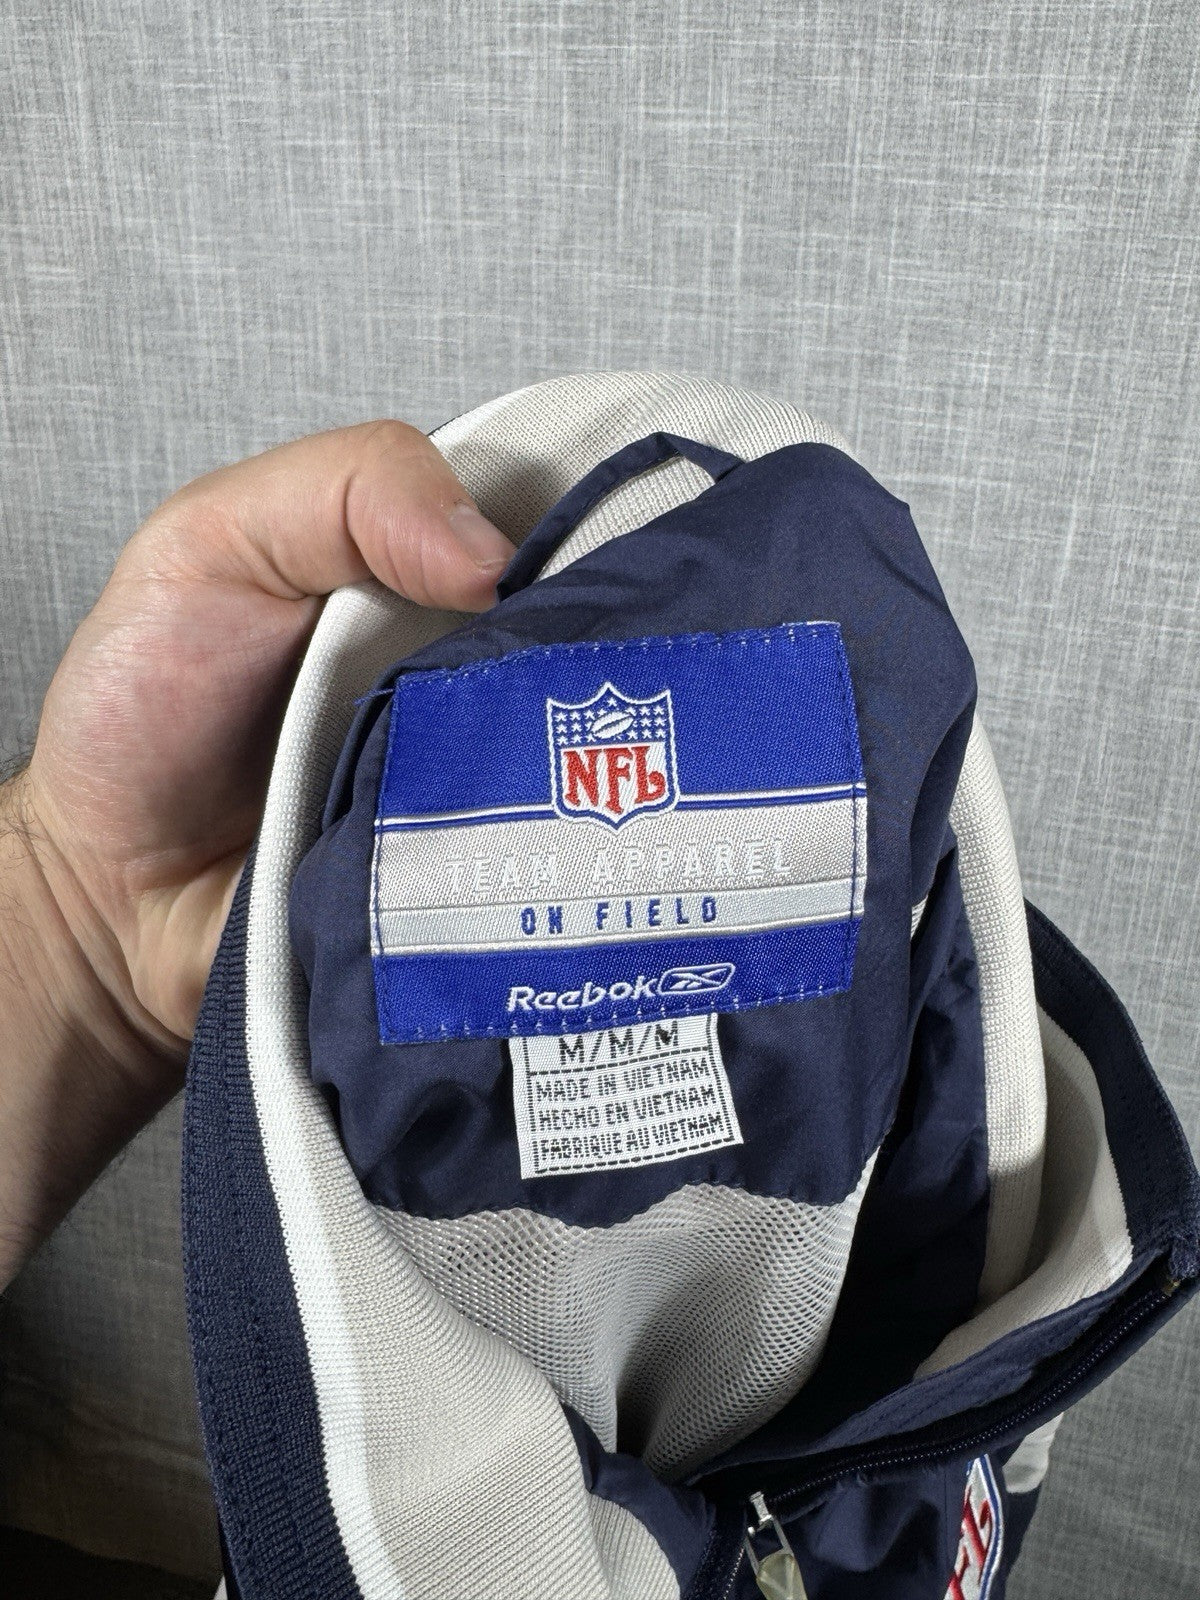 NFL
TEAM APPAREL
ON FIELD
Reebok
M/M/M
MADE IN VIETNAM
HECHO EN VIETNAM
FABRIQUE AU VIETNAM